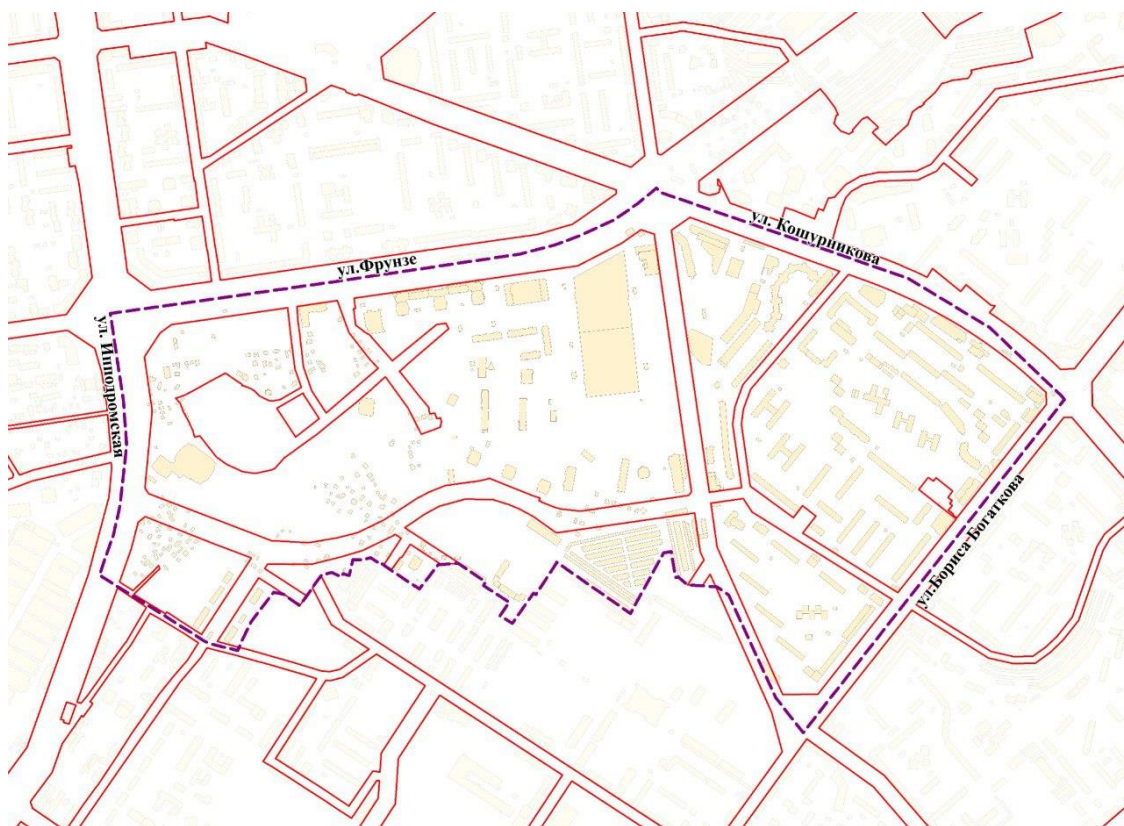 ул. Кошурникова
ул.Фрунзе
ул. Ипподромская
ул.Бориса Богаткова